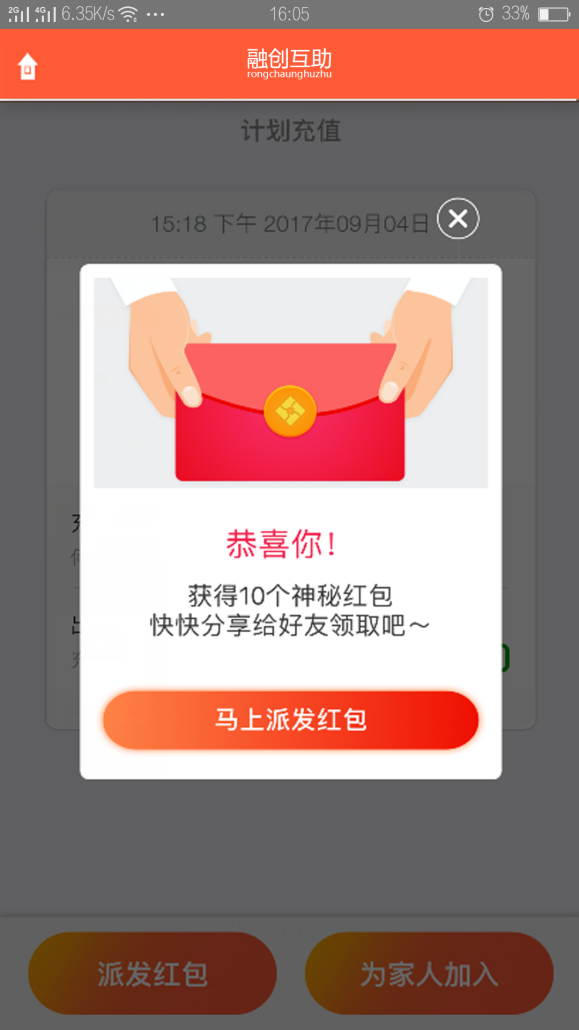 2G 4G 6.35K/s 16:05 33%
融创互助
rongchaunghuzhu
计划充值
15:18 下午 2017年09月04日
恭喜你!
获得10个神秘红包
快快分享给好友领取吧~
马上派发红包
派发红包
为家人加入